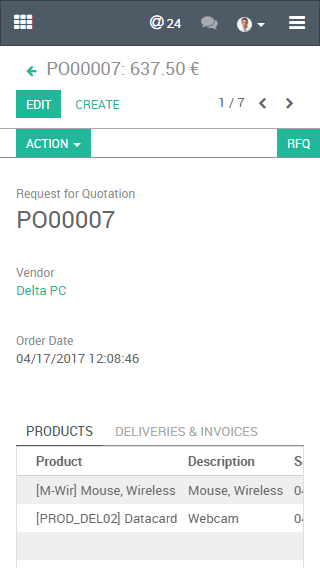 @ 24
PO00007: 637.50 €
EDIT CREATE 1 / 7
ACTION RFQ
Request for Quotation
PO00007
Vendor
Delta PC
Order Date
04/17/2017 12:08:46
PRODUCTS DELIVERIES & INVOICES
Product Description
[M-Wir] Mouse, Wireless Mouse, Wireless
[PROD_DEL02] Datacard Webcam